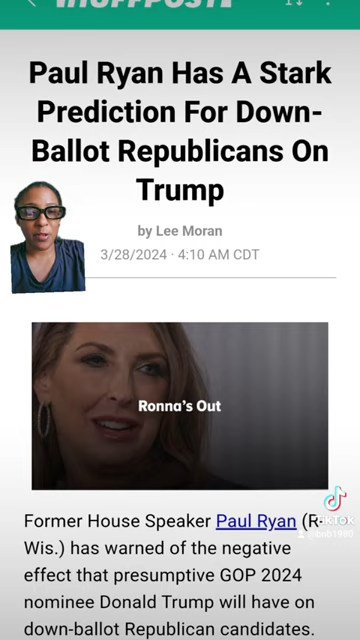 HUFFPOST
Paul Ryan Has A Stark
Prediction For Down-
Ballot Republicans On
Trump
by Lee Moran
3/28/2024 · 4:10 AM CDT
Ronna's Out
TikTok
Former House Speaker Paul Ryan (R-
Wis.) has warned of the negative
effect that presumptive GOP 2024
nominee Donald Trump will have on
down-ballot Republican candidates.